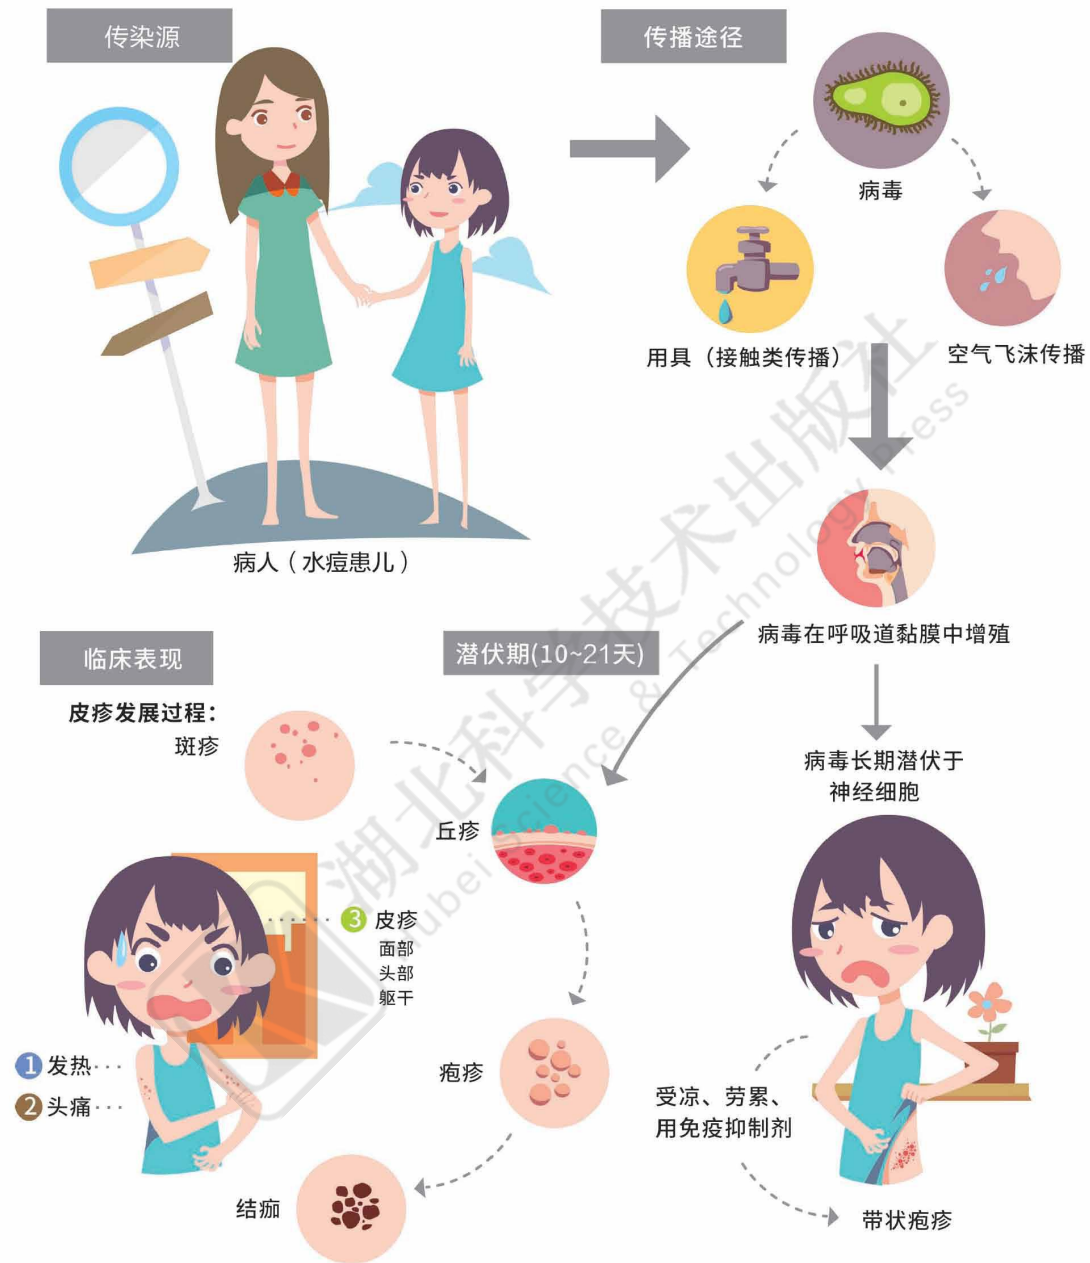 传染源
传播途径
病毒
用具（接触类传播）
空气飞沫传播
病人（水痘患儿）
病毒在呼吸道黏膜中增殖
临床表现
潜伏期(10~21天)
皮疹发展过程：
斑疹
病毒长期潜伏于
神经细胞
丘疹
3 皮疹
面部
头部
躯干
1 发热
2 头痛
疱疹
受凉、劳累、
用免疫抑制剂
结痂
带状疱疹
湖北科学技术出版社
Hubei Science & Technology Press